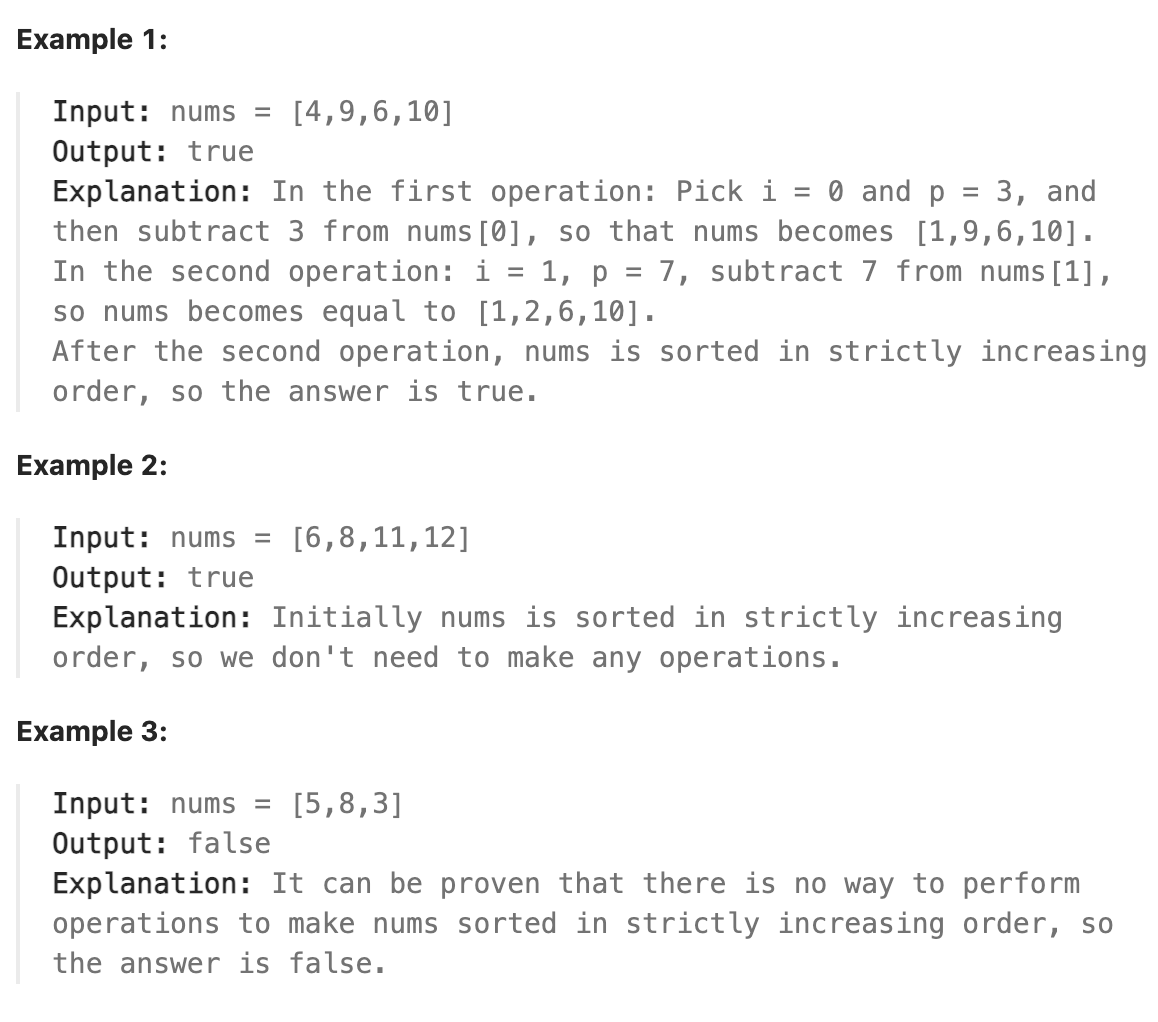 Example 1:
Input: nums = [4,9,6,10]
Output: true
Explanation: In the first operation: Pick i = 0 and p = 3, and
then subtract 3 from nums[0], so that nums becomes [1,9,6,10].
In the second operation: i = 1, p = 7, subtract 7 from nums[1],
so nums becomes equal to [1,2,6,10].
After the second operation, nums is sorted in strictly increasing
order, so the answer is true.
Example 2:
Input: nums = [6,8,11,12]
Output: true
Explanation: Initially nums is sorted in strictly increasing
order, so we don't need to make any operations.
Example 3:
Input: nums = [5,8,3]
Output: false
Explanation: It can be proven that there is no way to perform
operations to make nums sorted in strictly increasing order, so
the answer is false.